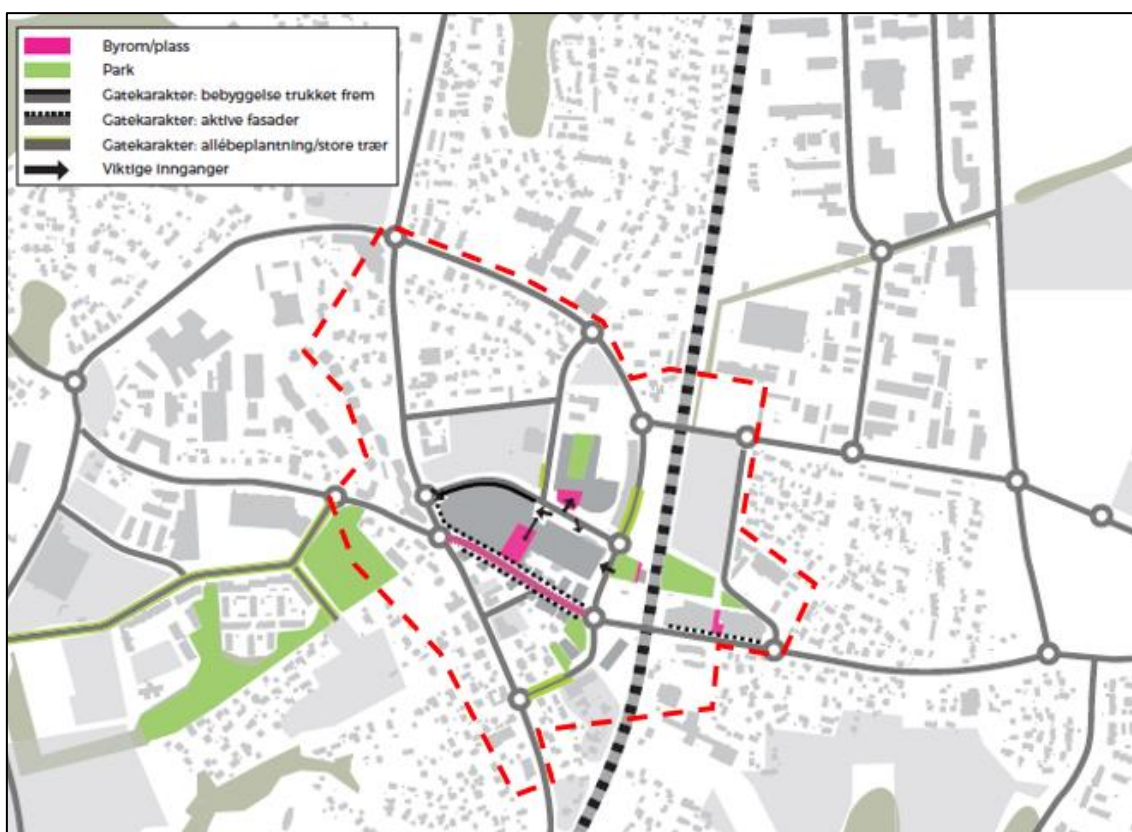 Byrom/plass
Park
Gatekarakter: bebyggelse trukket frem
Gatekarakter: aktive fasader
Gatekarakter: allébeplantning/store trær
Viktige innganger